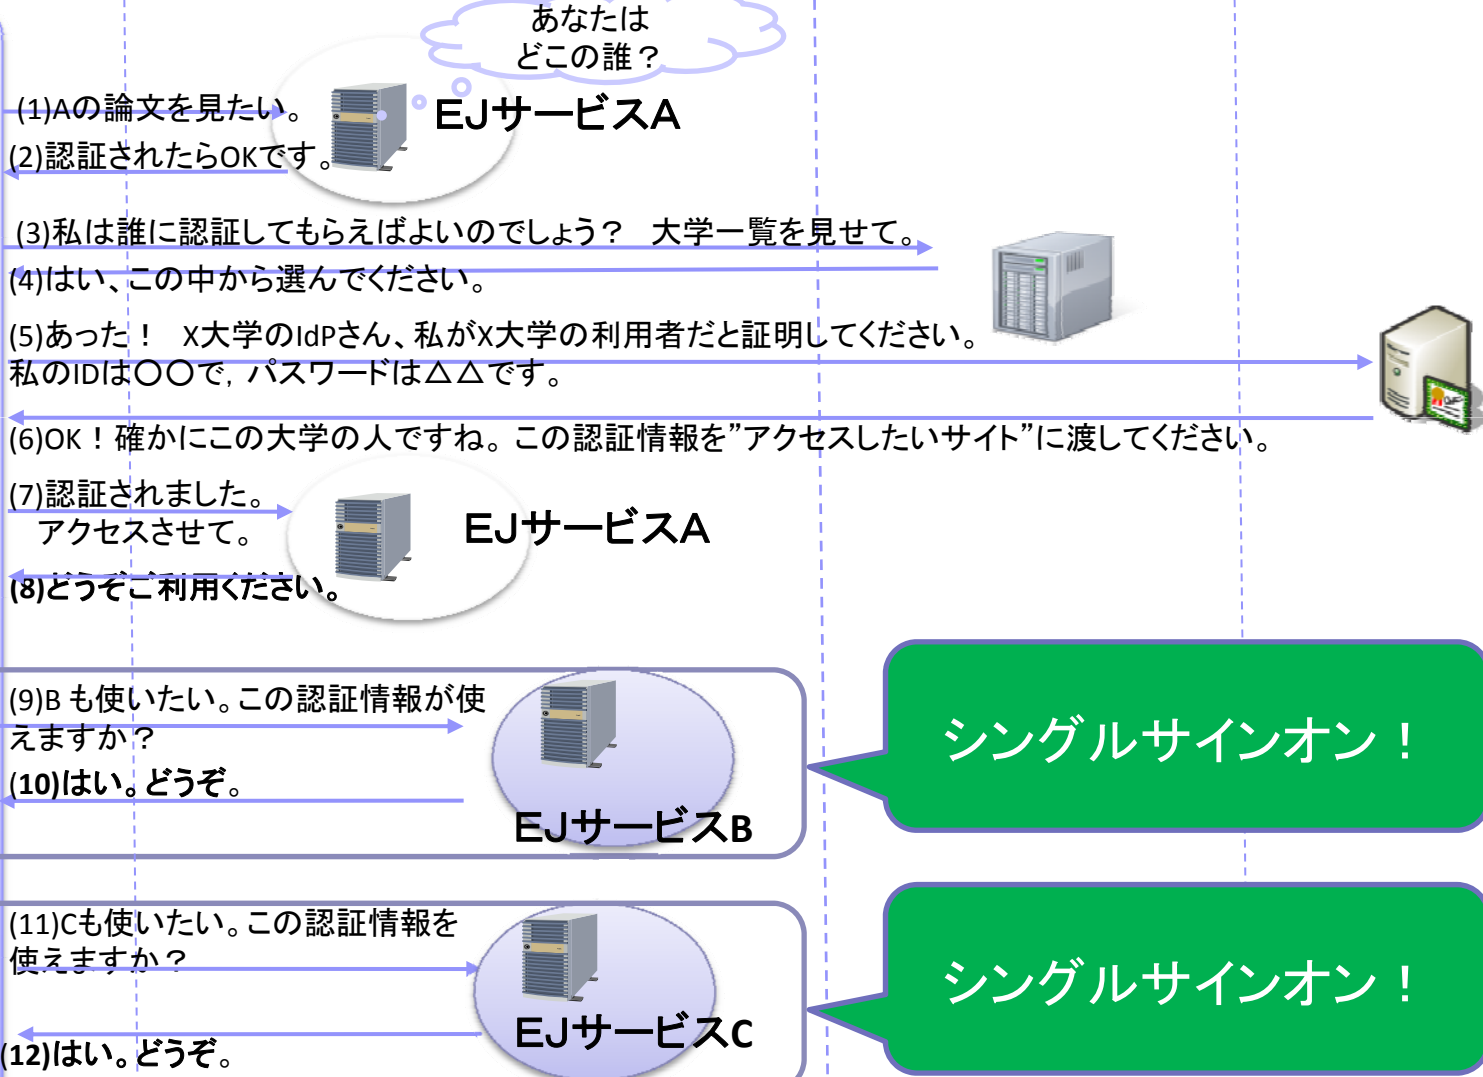 あなたは
どこの誰？
(1)Aの論文を見たい。
EJサービスA
(2)認証されたらOKです。
(3)私は誰に認証してもらえばよいのでしょう？　大学一覧を見せて。
(4)はい、この中から選んでください。
(5)あった！　X大学のIdPさん、私がX大学の利用者だと証明してください。
私のIDは〇〇で，パスワードは△△です。
(6)OK！確かにこの大学の人ですね。この認証情報を”アクセスしたいサイト”に渡してください。
(7)認証されました。
アクセスさせて。
EJサービスA
(8)どうぞご利用ください。
(9)B も使いたい。この認証情報が使
えますか？
(10)はい。どうぞ。
EJサービスB
シングルサインオン！
(11)Cも使いたい。この認証情報を
使えますか？
EJサービスC
(12)はい。どうぞ。
シングルサインオン！